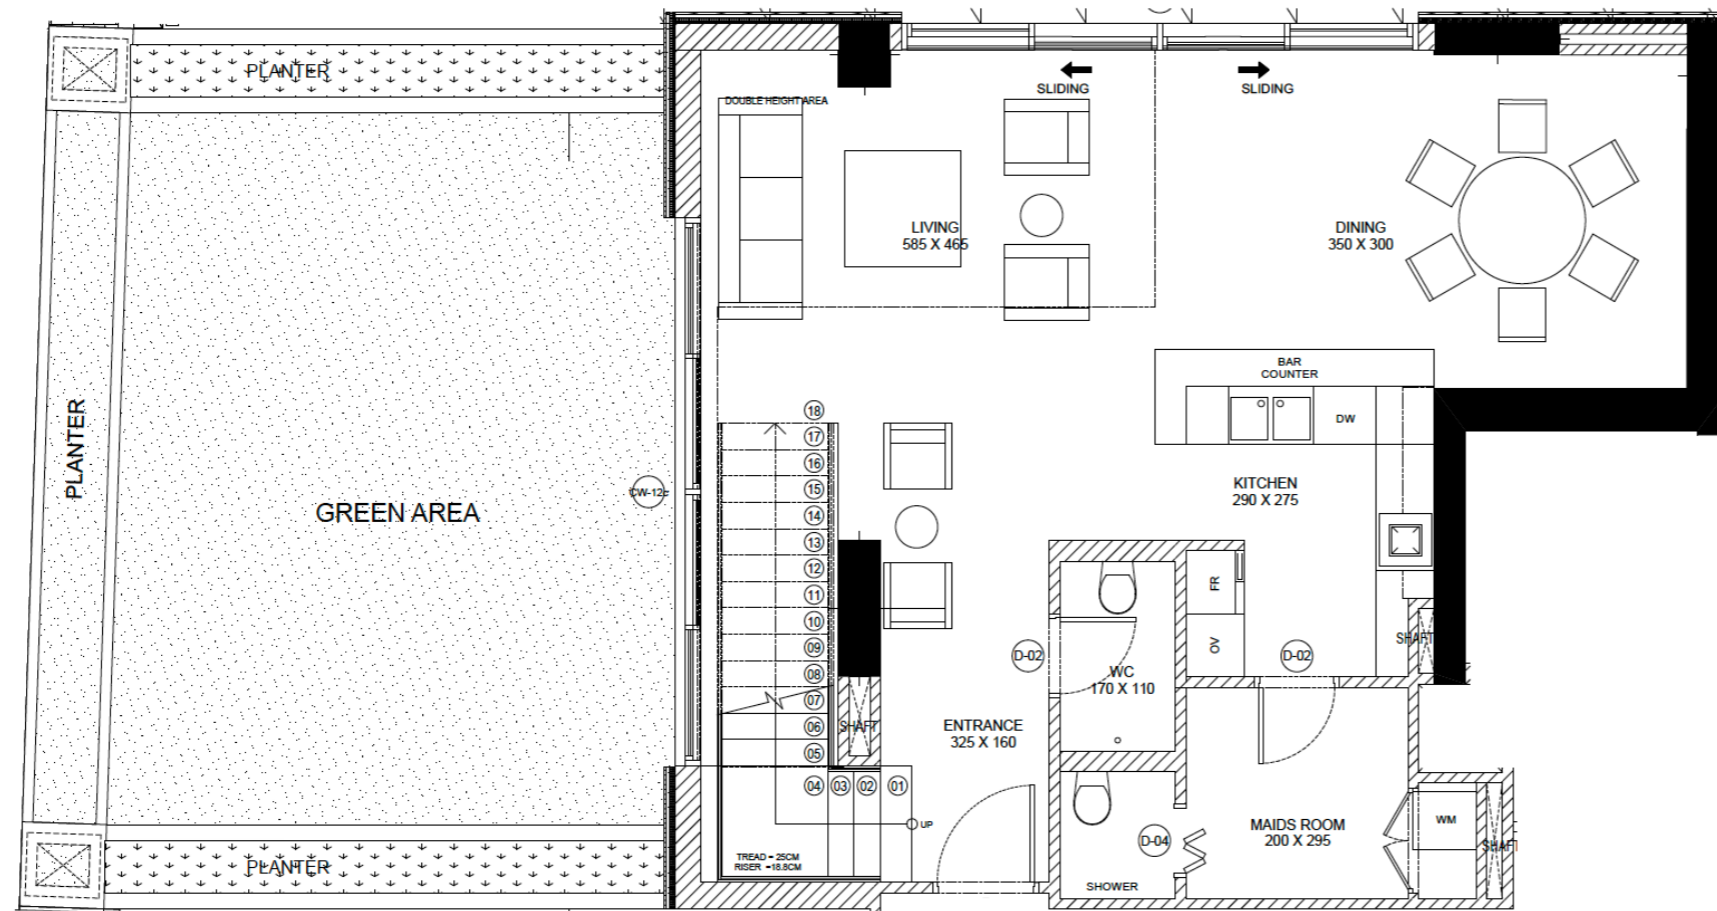 PLANTER
DOUBLE HEIGHT AREA
SLIDING
SLIDING
LIVING
585 X 465
DINING
350 X 300
BAR
COUNTER
DW
PLANTER
GREEN AREA
CW-12c
18
17
16
15
14
13
12
11
10
09
08
07
06
05
04
03
02
01
UP
TREAD = 25CM
RISER =18.8CM
SHAFT
KITCHEN
290 X 275
FR
OV
SHAFT
D-02
D-02
WC
170 X 110
ENTRANCE
325 X 160
D-04
SHOWER
MAIDS ROOM
200 X 295
WM
SHAFT
PLANTER